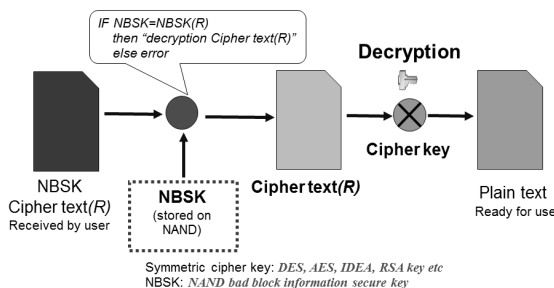 IF NBSK=NBSK(R)
then “decryption Cipher text(R)”
else error
Decryption
Cipher key
NBSK
Cipher text(R)
Received by user
NBSK
(stored on
NAND)
Cipher text(R)
Plain text
Ready for use
Symmetric cipher key: DES, AES, IDEA, RSA key etc
NBSK: NAND bad block information secure key